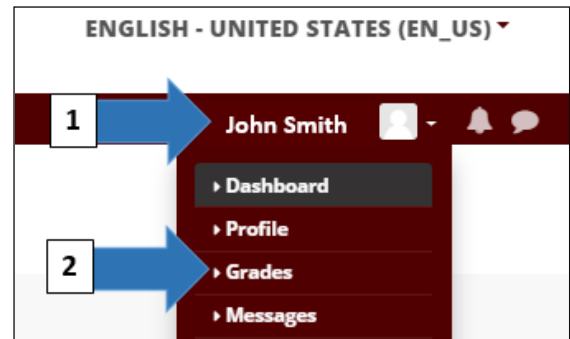 ENGLISH - UNITED STATES (EN_US)
1 John Smith
Dashboard
Profile
2 Grades
Messages